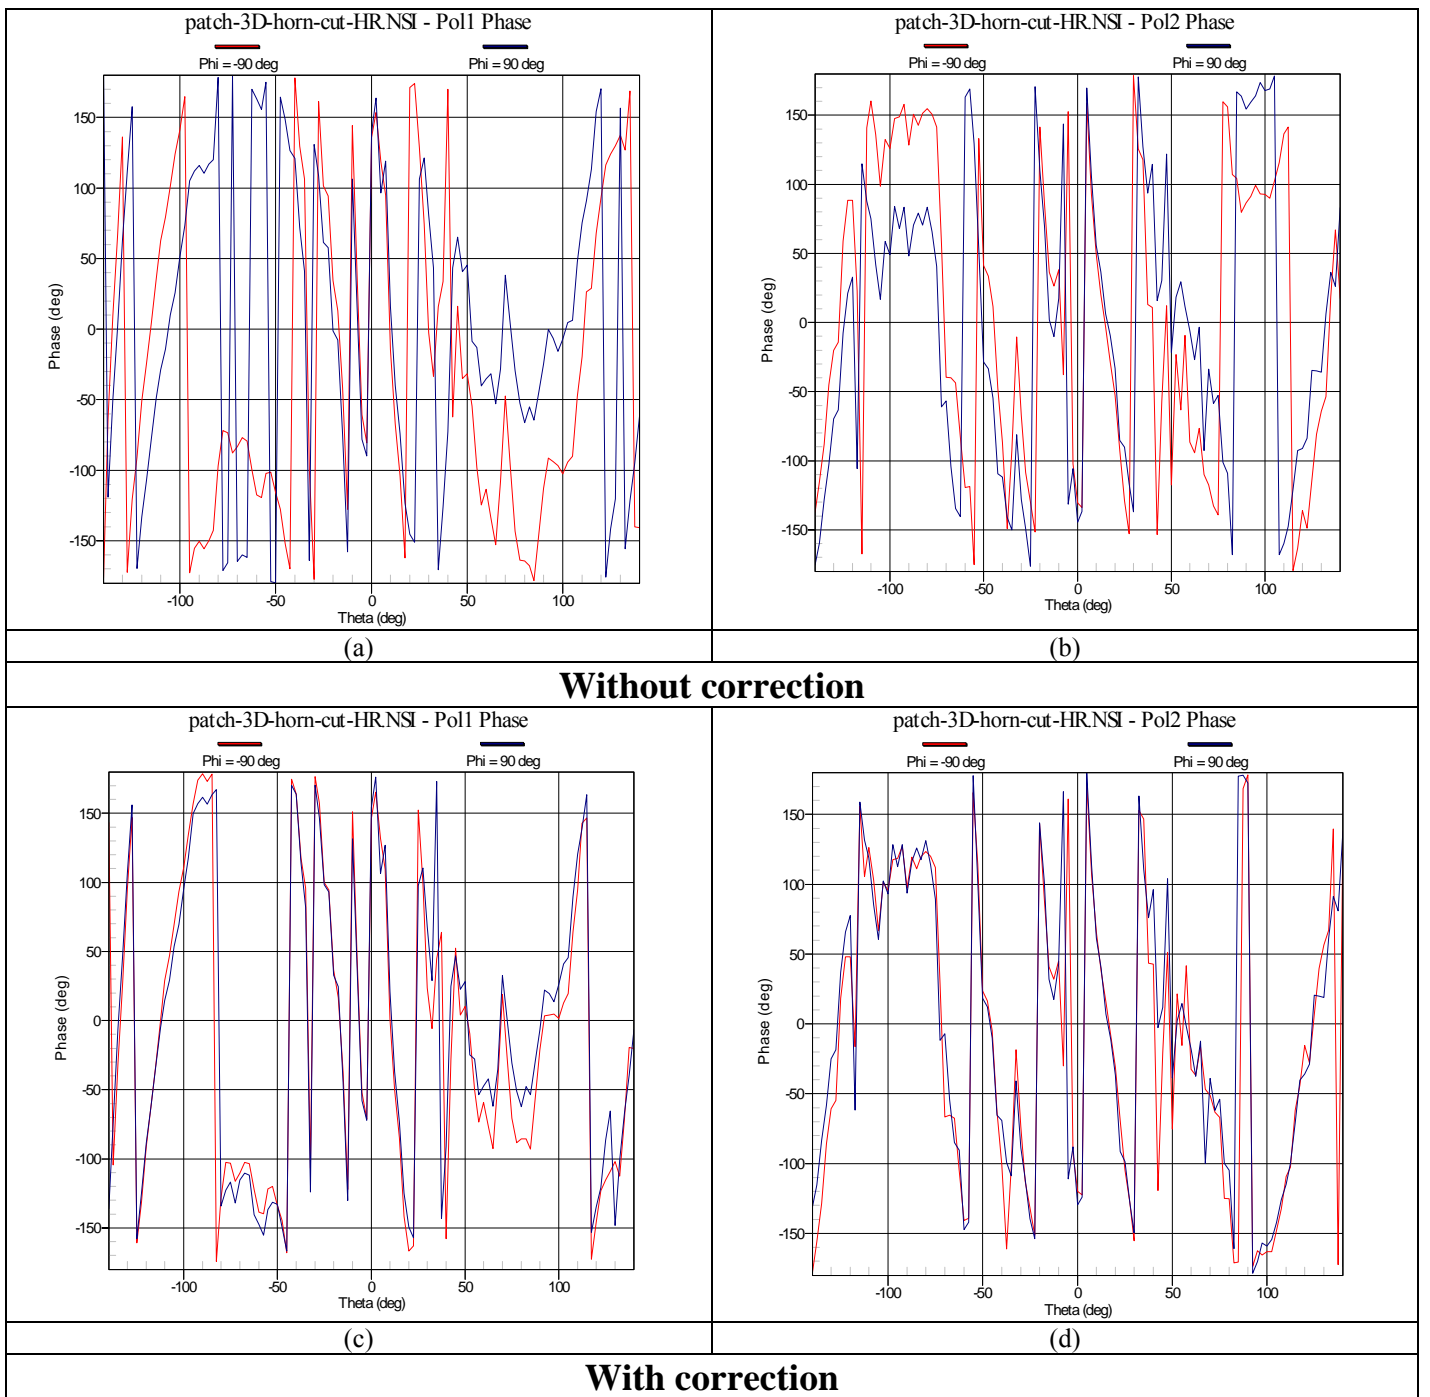 patch-3D-horn-cut-HR.NSI - Pol1 Phase
Phi = -90 deg Phi = 90 deg
150
100
50
0
-50
-100
-150
Phase (deg)
-100 -50 0 50 100
Theta (deg)
(a)
patch-3D-horn-cut-HR.NSI - Pol2 Phase
Phi = -90 deg Phi = 90 deg
150
100
50
0
-50
-100
-150
Phase (deg)
-100 -50 0 50 100
Theta (deg)
(b)
Without correction
patch-3D-horn-cut-HR.NSI - Pol1 Phase
Phi = -90 deg Phi = 90 deg
150
100
50
0
-50
-100
-150
Phase (deg)
-100 -50 0 50 100
Theta (deg)
(c)
patch-3D-horn-cut-HR.NSI - Pol2 Phase
Phi = -90 deg Phi = 90 deg
150
100
50
0
-50
-100
-150
Phase (deg)
-100 -50 0 50 100
Theta (deg)
(d)
With correction